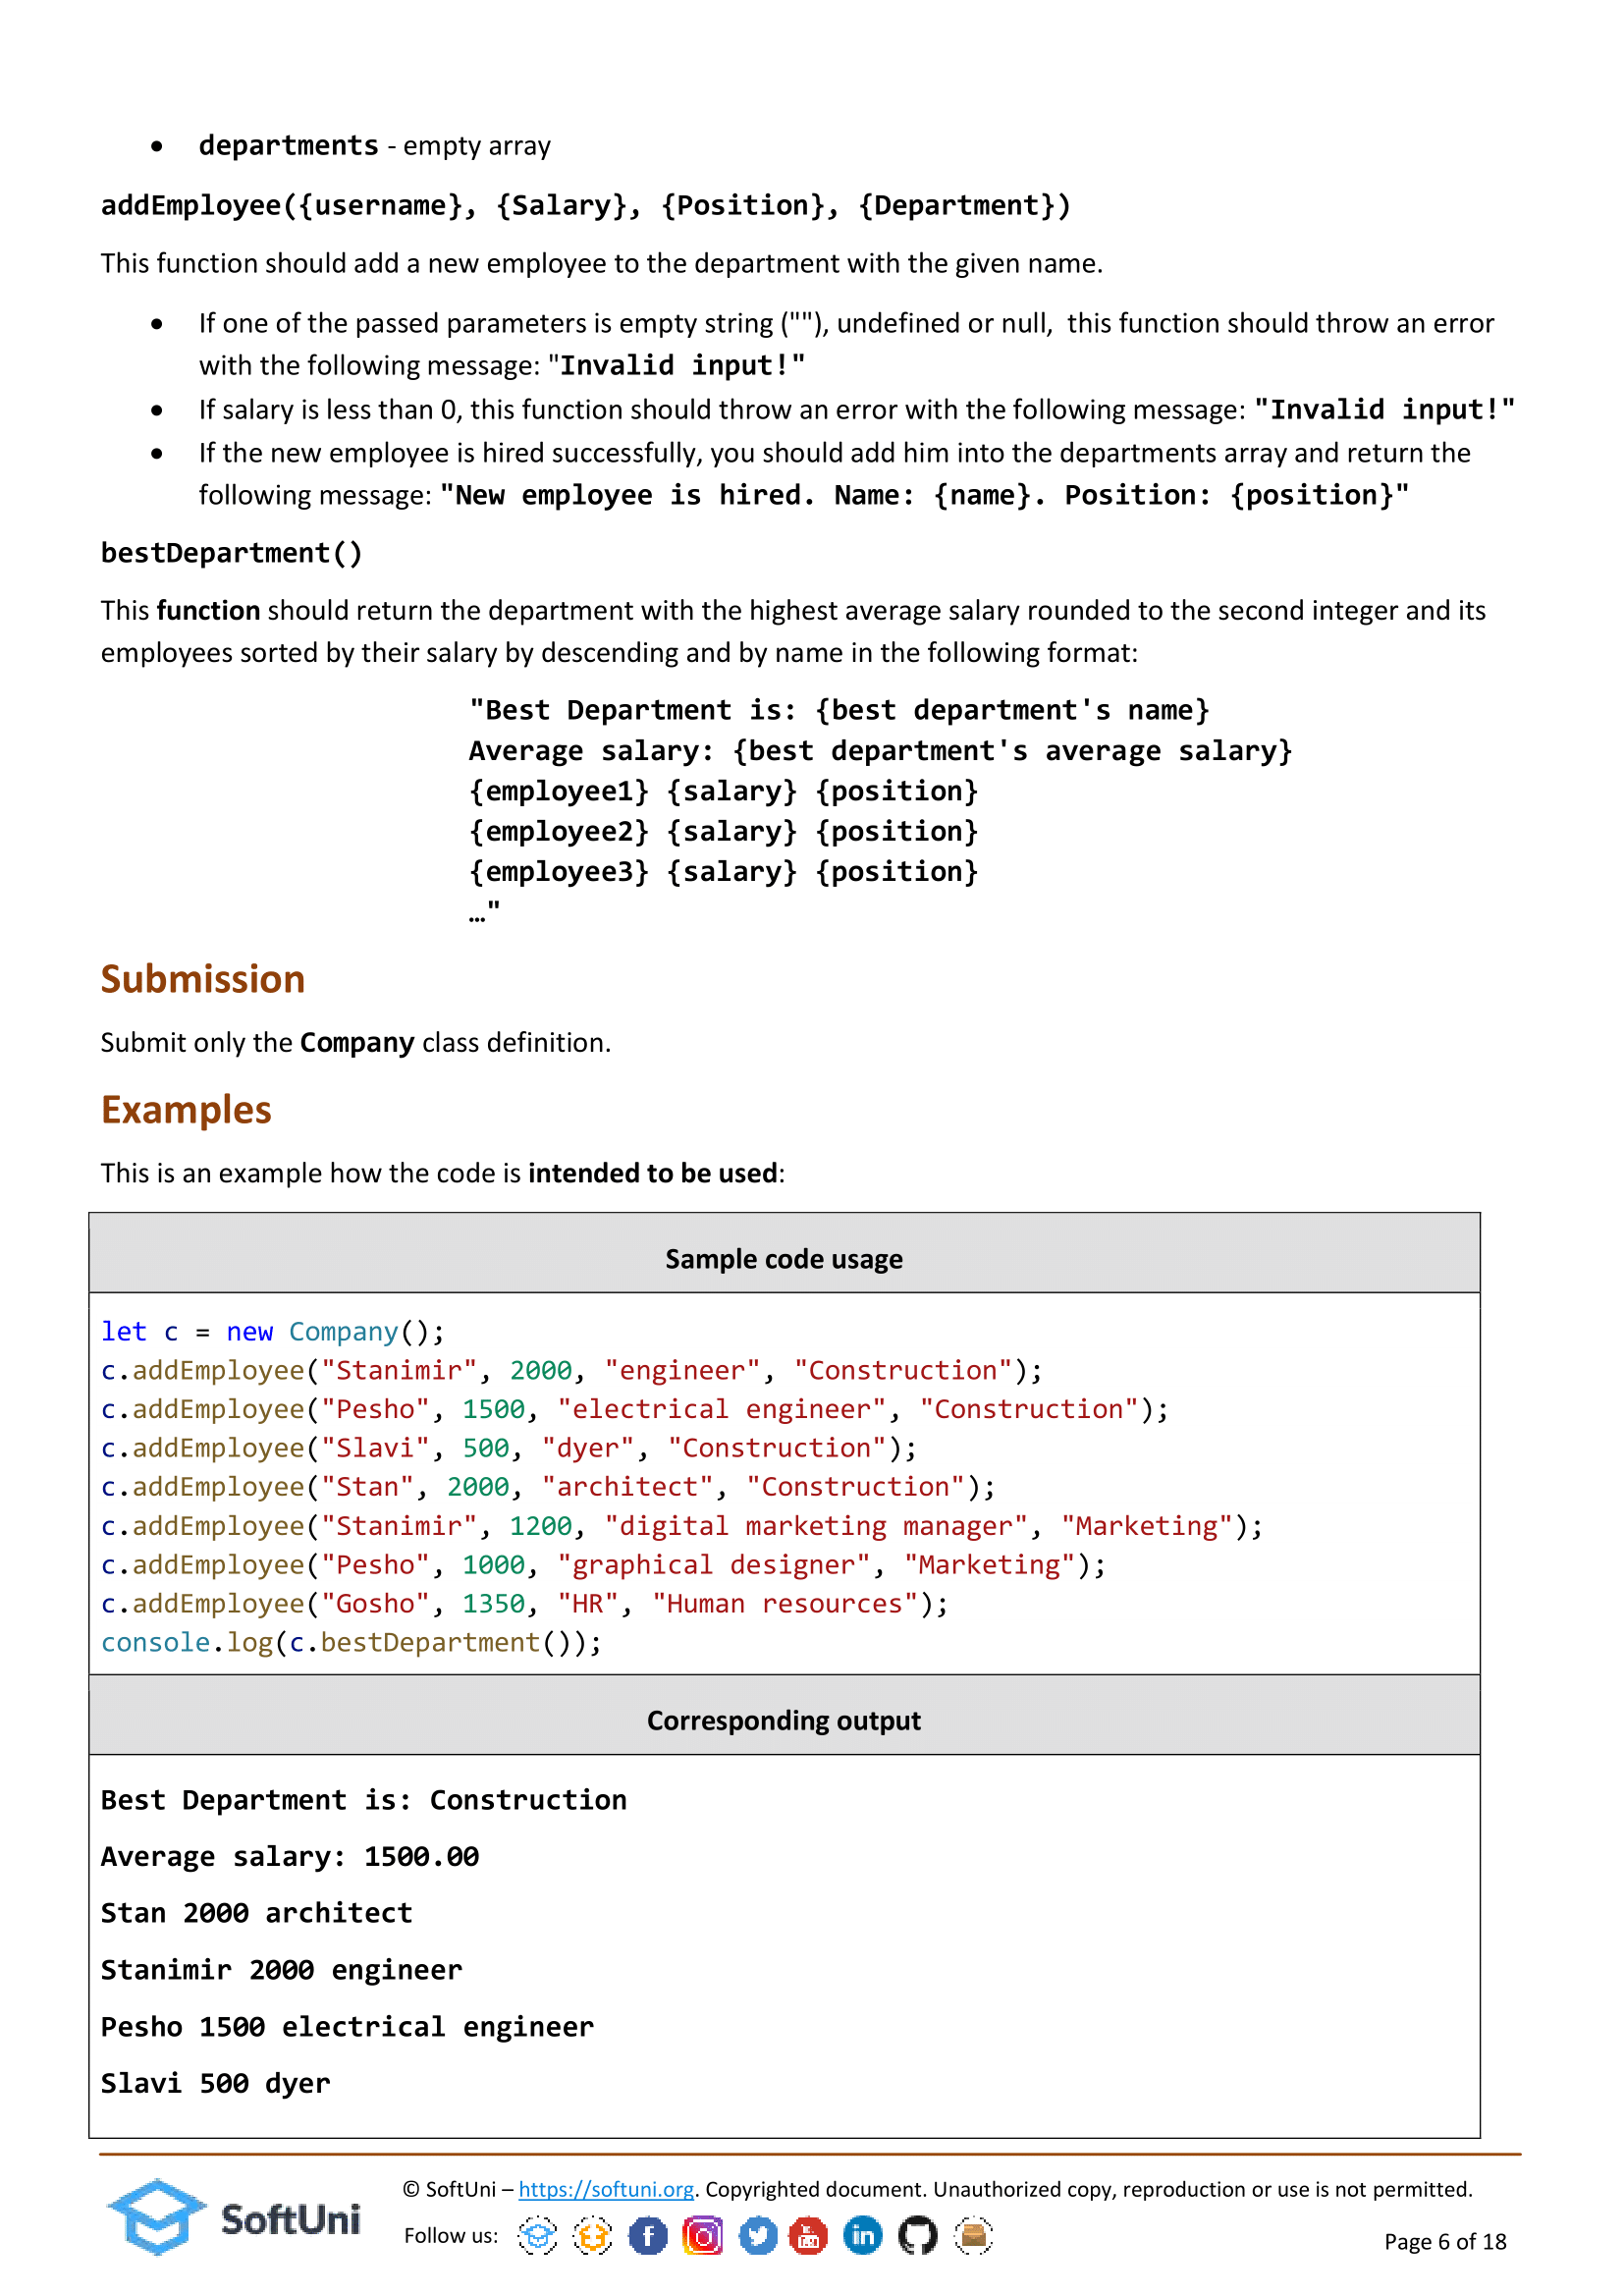 • departments - empty array
addEmployee({username}, {Salary}, {Position}, {Department})
This function should add a new employee to the department with the given name.
• If one of the passed parameters is empty string (""), undefined or null,  this function should throw an error
with the following message: "Invalid input!"
• If salary is less than 0, this function should throw an error with the following message: "Invalid input!"
• If the new employee is hired successfully, you should add him into the departments array and return the
following message: "New employee is hired. Name: {name}. Position: {position}"
bestDepartment()
This function should return the department with the highest average salary rounded to the second integer and its
employees sorted by their salary by descending and by name in the following format:
"Best Department is: {best department's name}
Average salary: {best department's average salary}
{employee1} {salary} {position}
{employee2} {salary} {position}
{employee3} {salary} {position}
…"
Submission
Submit only the Company class definition.
Examples
This is an example how the code is intended to be used:
Sample code usage
let c = new Company();
c.addEmployee("Stanimir", 2000, "engineer", "Construction");
c.addEmployee("Pesho", 1500, "electrical engineer", "Construction");
c.addEmployee("Slavi", 500, "dyer", "Construction");
c.addEmployee("Stan", 2000, "architect", "Construction");
c.addEmployee("Stanimir", 1200, "digital marketing manager", "Marketing");
c.addEmployee("Pesho", 1000, "graphical designer", "Marketing");
c.addEmployee("Gosho", 1350, "HR", "Human resources");
console.log(c.bestDepartment());
Corresponding output
Best Department is: Construction
Average salary: 1500.00
Stan 2000 architect
Stanimir 2000 engineer
Pesho 1500 electrical engineer
Slavi 500 dyer
SoftUni
© SoftUni – https://softuni.org. Copyrighted document. Unauthorized copy, reproduction or use is not permitted.
Follow us:
Page 6 of 18